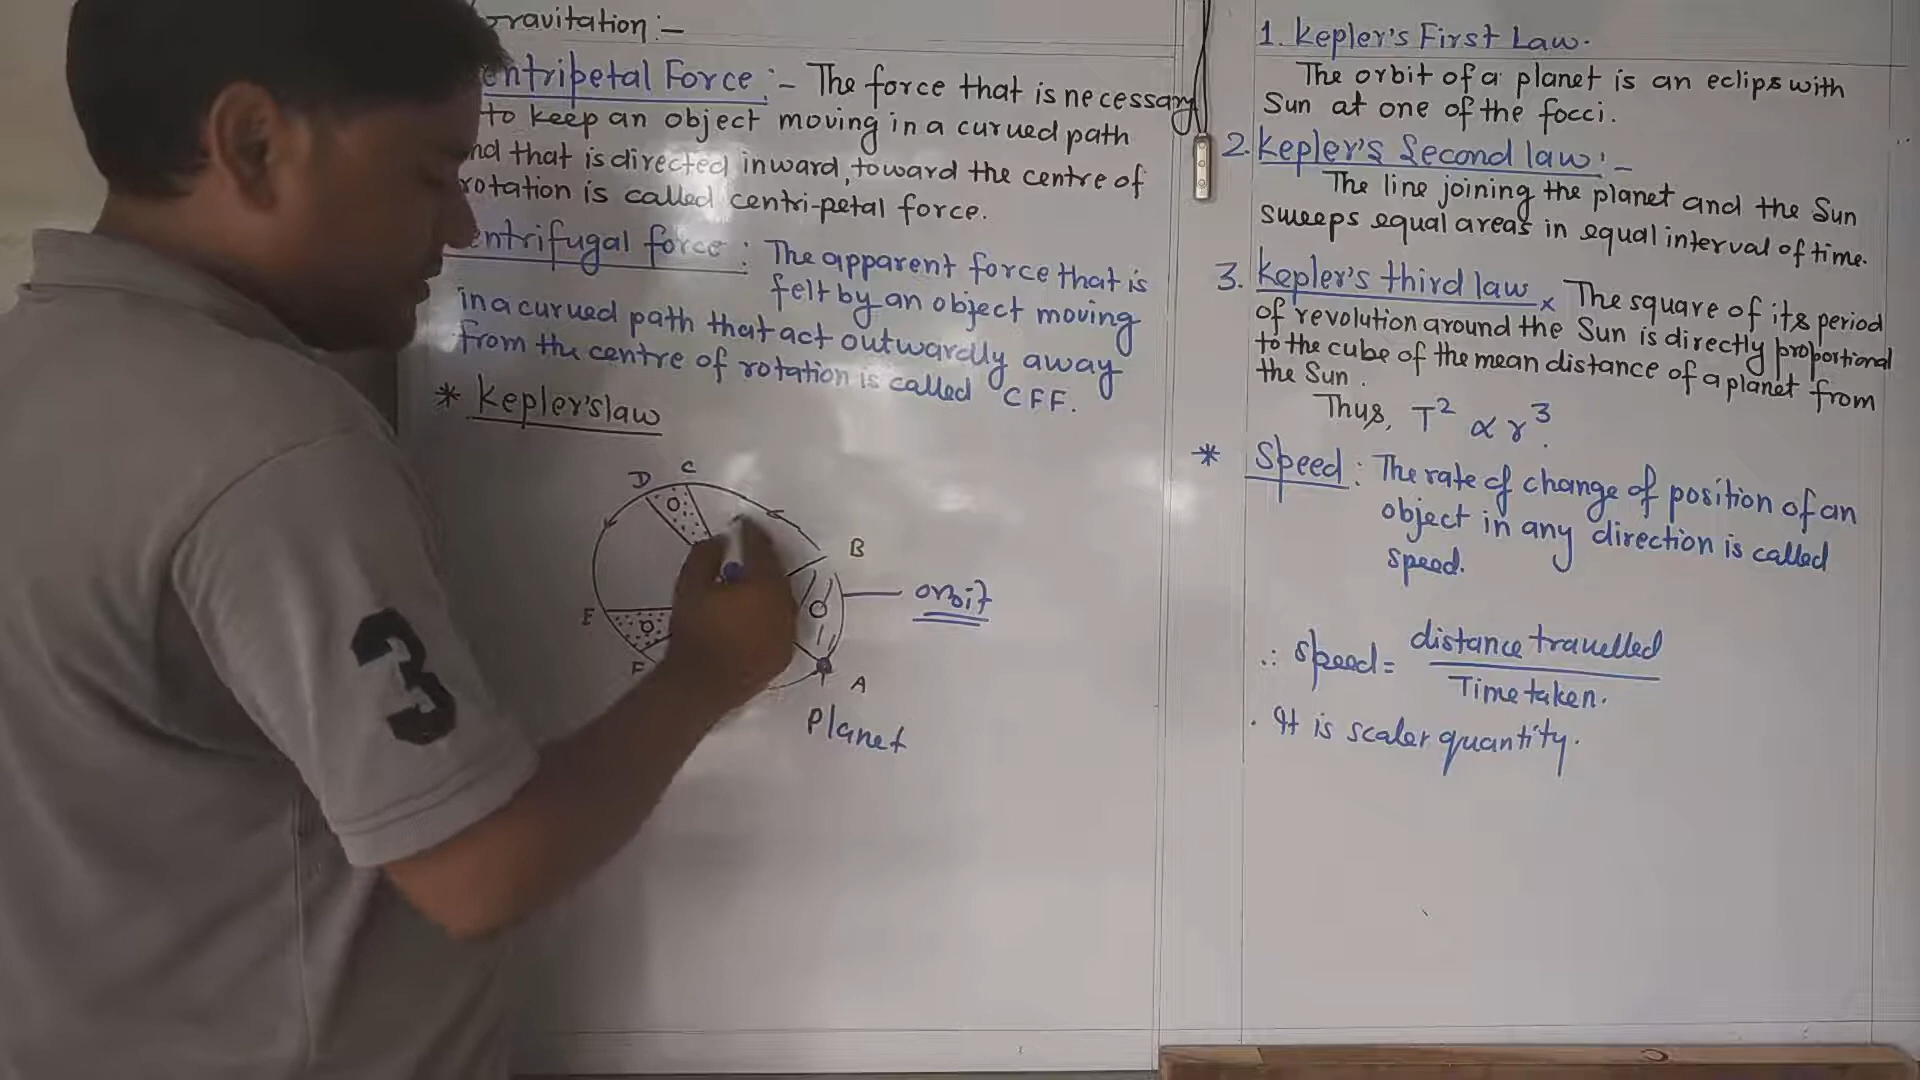 ravitation :-
entripetal Force :- The force that is necessary
to keep an object moving in a curued path
nd that is directed inward, toward the centre of
rotation is called centri-petal force.
entrifugal force : The apparent force that is
felt by an object moving
in a curued path that act outwardly away
from the centre of rotation is called CFF.
* Kepler's law
D C
B
orbit
E
F
A
Planet
3
1. Kepler's First Law.
The orbit of a planet is an eclips with
Sun at one of the focci.
2. Kepler's Second law :-
The line joining the planet and the Sun
sweeps equal areas in equal interval of time.
3. Kepler's third law x The square of its period
of revolution around the Sun is directly proportional
to the cube of the mean distance of a planet from
the Sun.
Thus, T² ∝ r³.
* Speed : The rate of change of position of an
object in any direction is called
speed.
∴ speed = distance travelled
Time taken.
. It is scaler quantity.